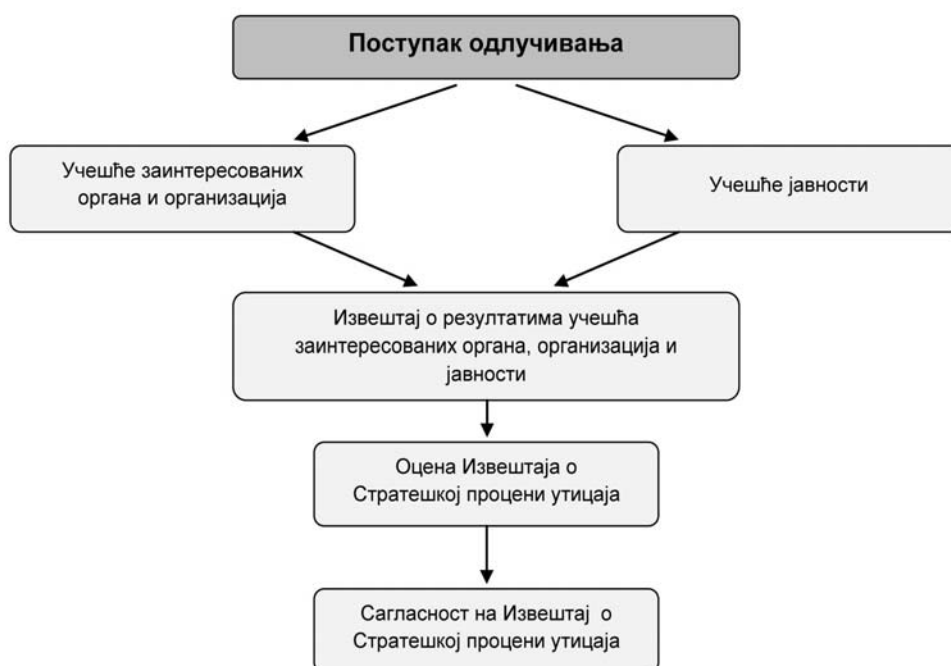 Поступак одлучивања
Учешће заинтересованих
органа и организација
Учешће јавности
Извештај о резултатима учешћа
заинтересованих органа, организација и
јавности
Оцена Извештаја о
Стратешкој процени утицаја
Сагласност на Извештај о
Стратешкој процени утицаја